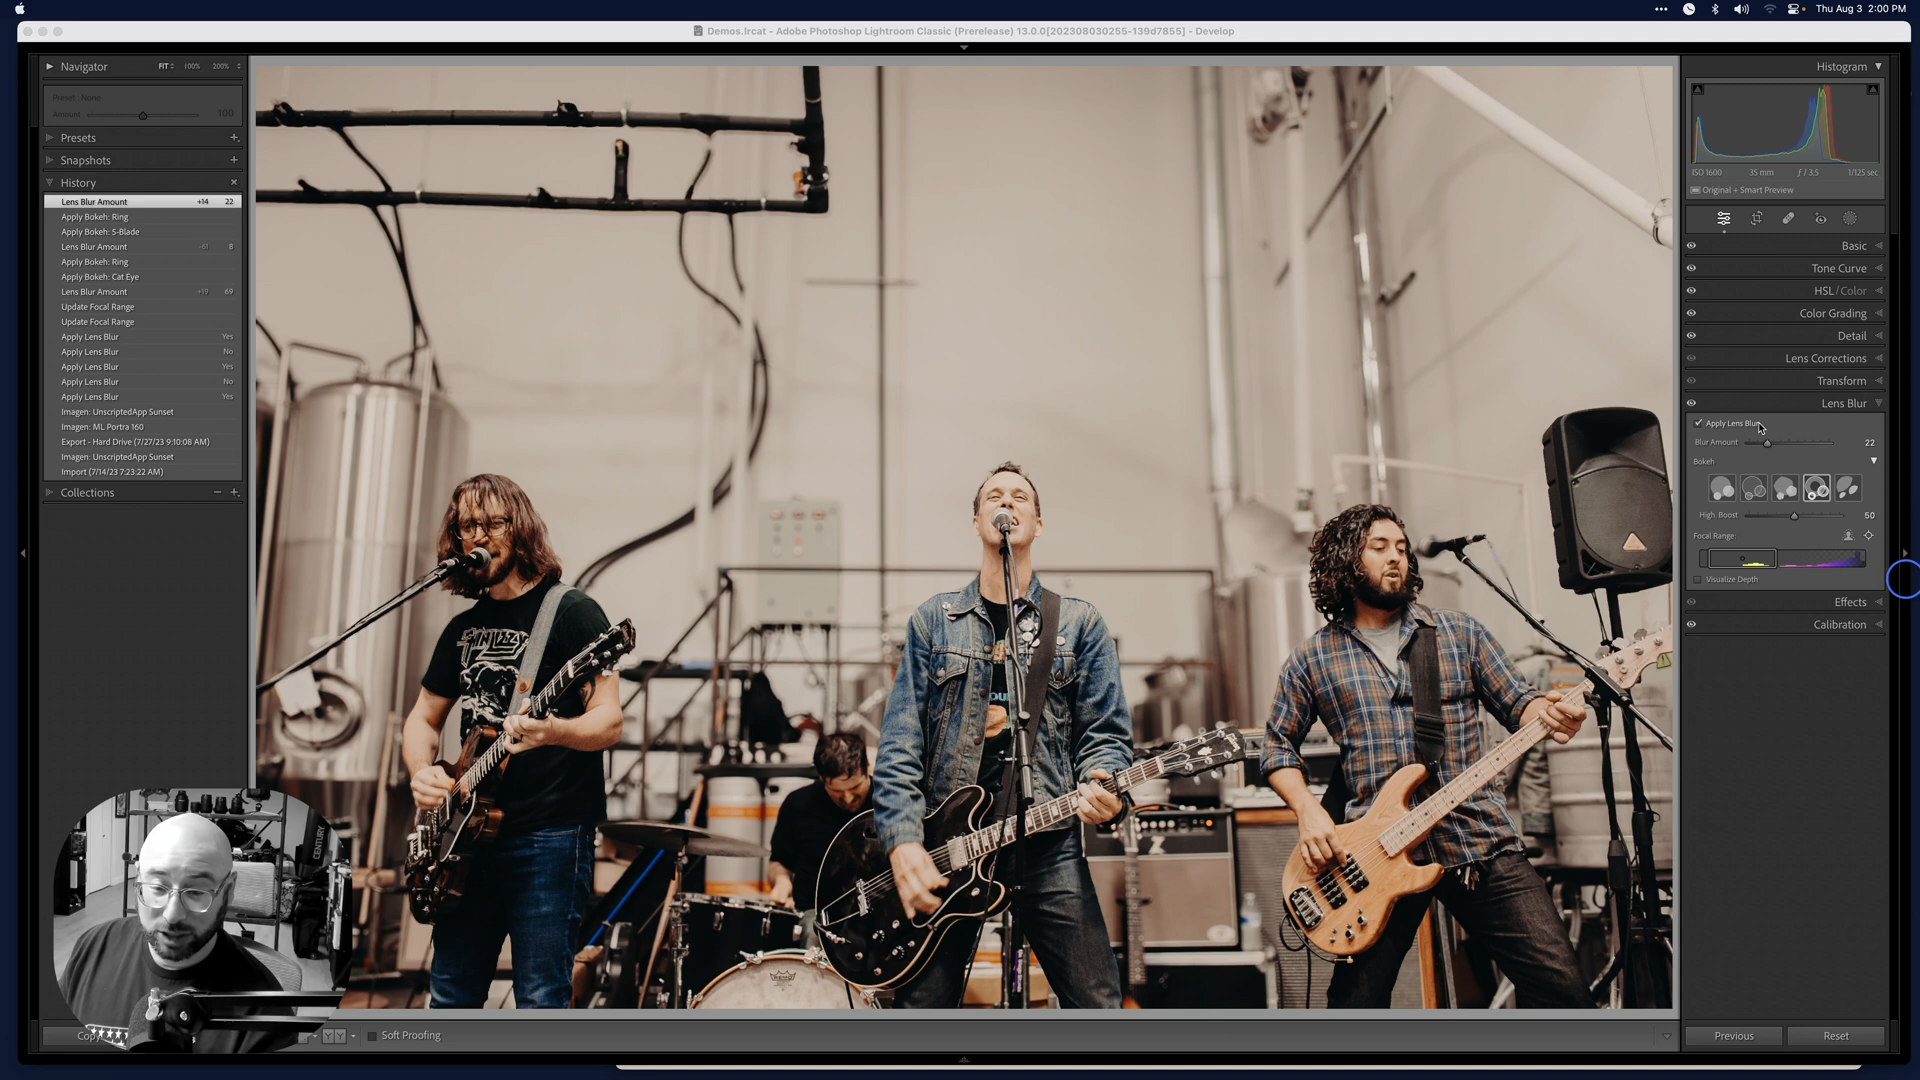 Thu Aug 3 2:00 PM
Demos.lrcat - Adobe Photoshop Lightroom Classic (Prerelease) 13.0.0[202308030255-139d7855] - Develop
Navigator
FIT
100%
200%
Preset : None
Amount
100
Presets
Snapshots
History
Lens Blur Amount +14 22
Apply Bokeh: Ring
Apply Bokeh: 5-Blade
Lens Blur Amount -61 8
Apply Bokeh: Ring
Apply Bokeh: Cat Eye
Lens Blur Amount +19 69
Update Focal Range
Update Focal Range
Apply Lens Blur Yes
Apply Lens Blur No
Apply Lens Blur Yes
Apply Lens Blur No
Apply Lens Blur Yes
Imagen: UnscriptedApp Sunset
Imagen: ML Portra 160
Export - Hard Drive (7/27/23 9:10:08 AM)
Imagen: UnscriptedApp Sunset
Import (7/14/23 7:23:22 AM)
Collections
THIN LIZZY
REMO
CENTURY
Copy
YY
Soft Proofing
Histogram
ISO 1600
35 mm
ƒ / 3.5
1/125 sec
Original + Smart Preview
Basic
Tone Curve
HSL / Color
Color Grading
Detail
Lens Corrections
Transform
Lens Blur
Apply Lens Blur
Blur Amount 22
Bokeh
High. Boost 50
Focal Range:
Visualize Depth
Effects
Calibration
Previous
Reset